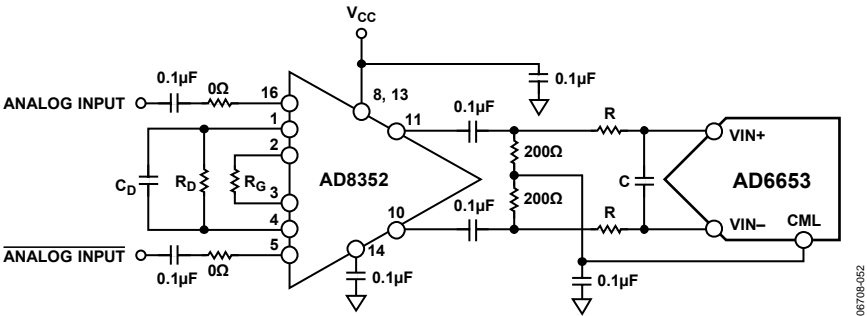 VCC
0.1µF
0Ω
ANALOG INPUT
16
8, 13
0.1µF
0.1µF
R
1
11
VIN+
2
200Ω
CD
RD
RG
AD8352
C
AD6653
3
200Ω
4
10
0.1µF
R
VIN–
CML
ANALOG INPUT
5
14
0.1µF
0Ω
0.1µF
0.1µF
06708-052